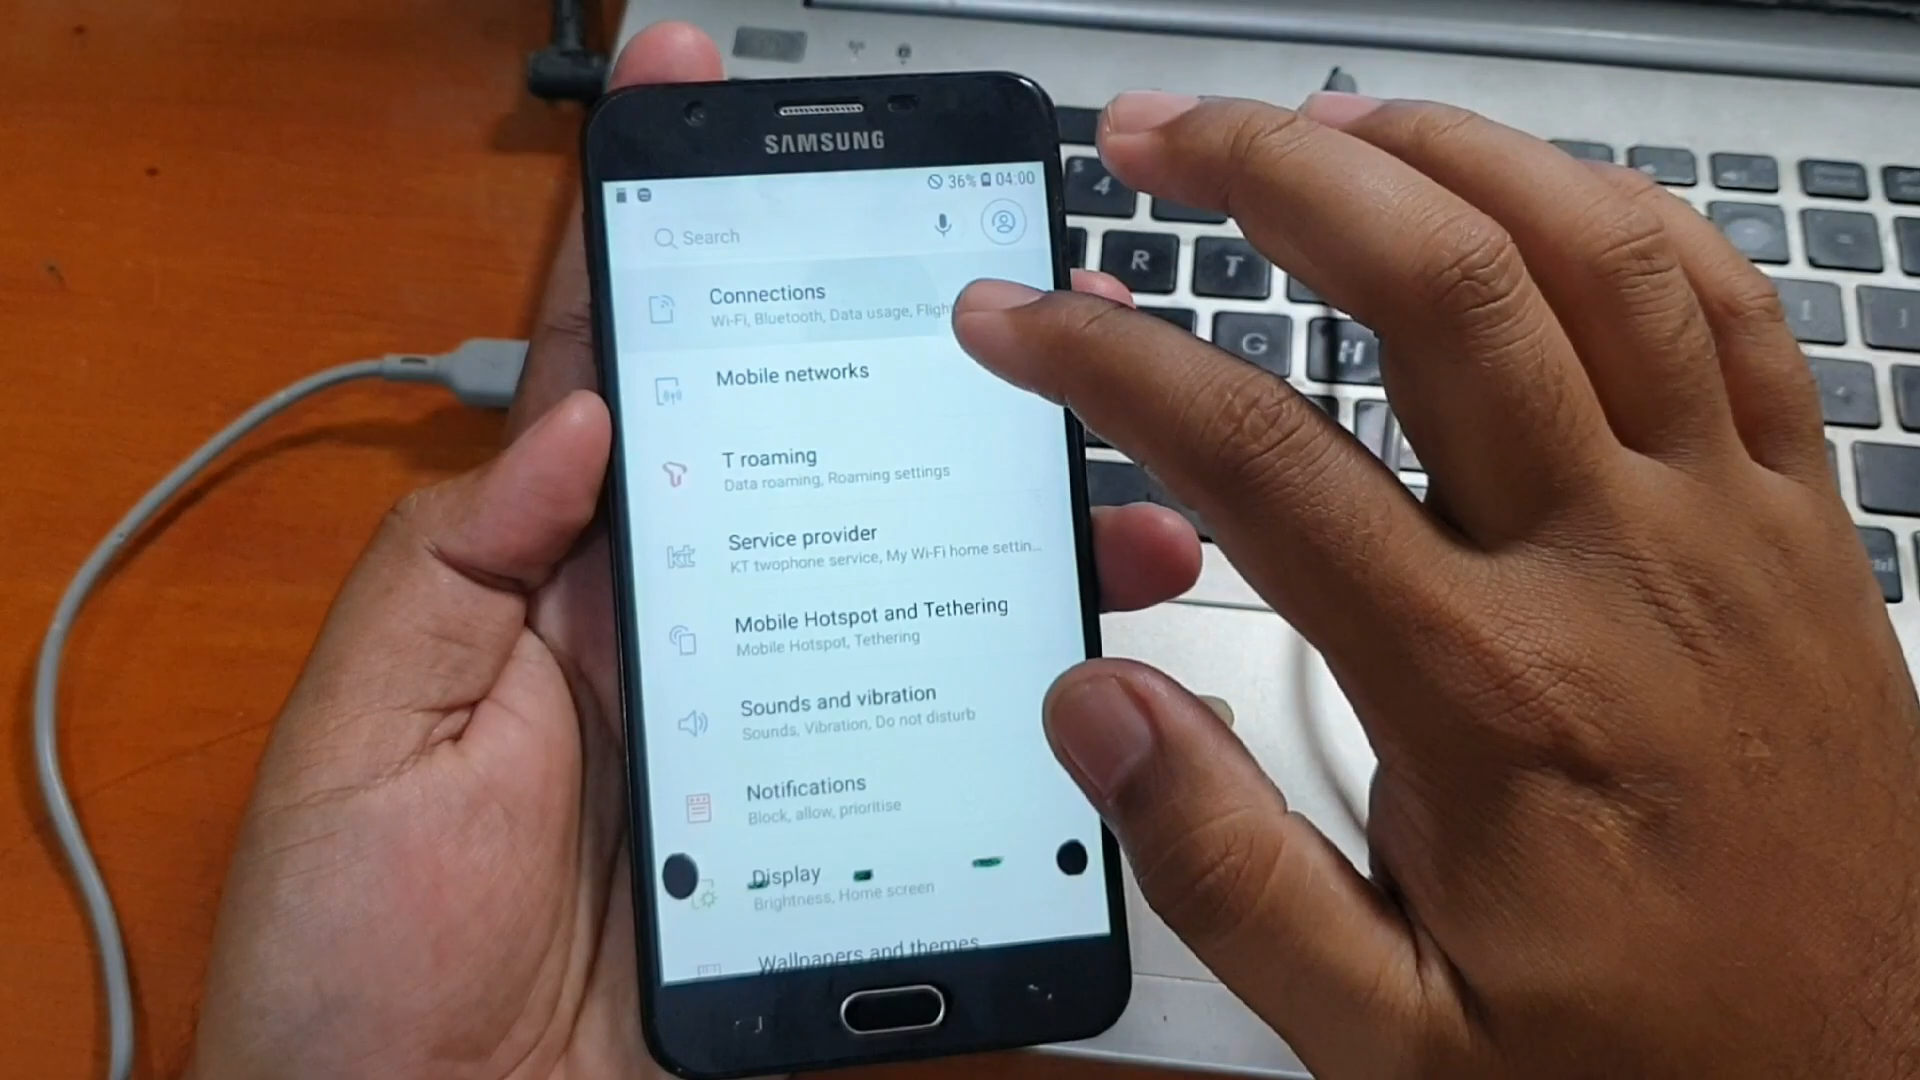 SAMSUNG
36% 04:00
Search
Connections
Wi-Fi, Bluetooth, Data usage, Fligh
Mobile networks
T roaming
Data roaming, Roaming settings
kt
Service provider
KT twophone service, My Wi-Fi home settin...
Mobile Hotspot and Tethering
Mobile Hotspot, Tethering
Sounds and vibration
Sounds, Vibration, Do not disturb
Notifications
Block, allow, prioritise
Display
Brightness, Home screen
Wallpapers and themes
$
4
R
T
G
H